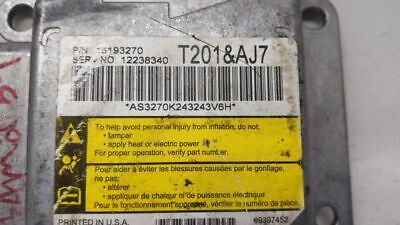 P/N 15193270
SERV NO. 12238340
T201&AJ7
*AS3270K243243V6H*
To help avoid personal injury from inflation, do not:
• tamper
• apply heat or electric power
For proper operation, verify part number.
Pour aider à éviter les blessures causées par le gonflage,
ne pas:
• altérer
• appliquer de chaleur ni de puissance électrique
Pour le fonctionnement approprié, vérifier le numéro de pièce.
PRINTED IN U.S.A.
09397452